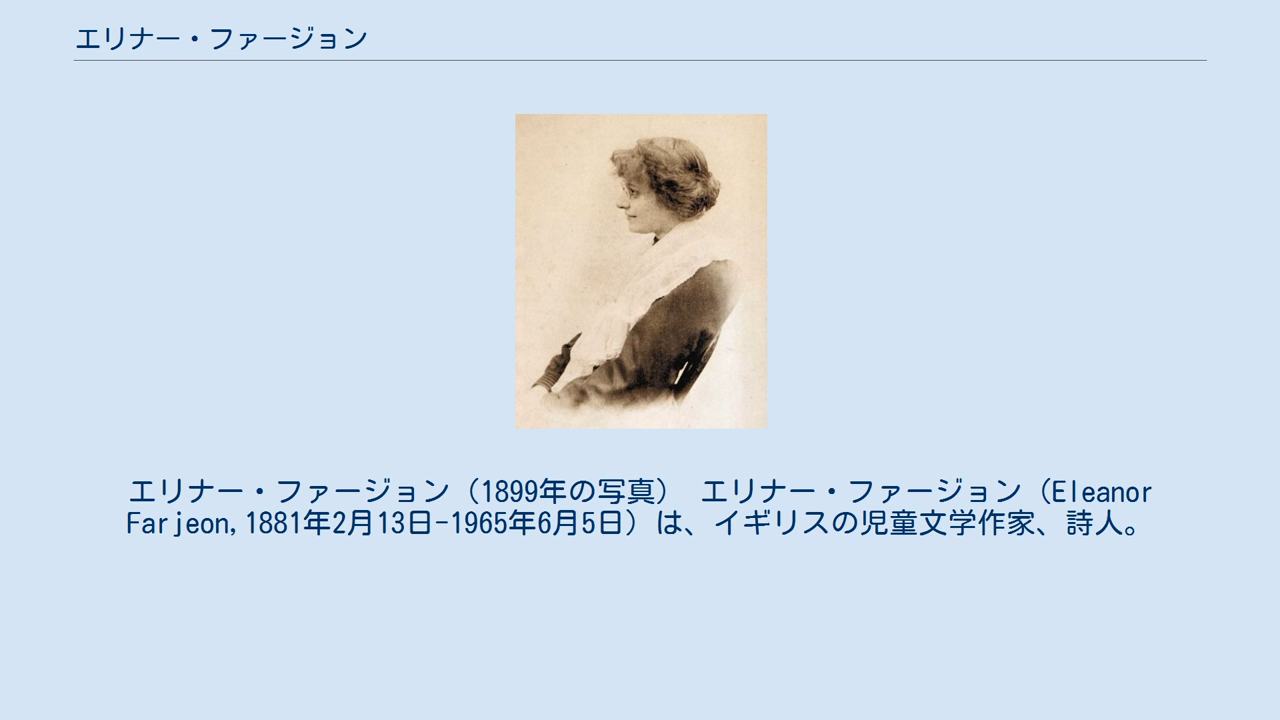 エリナー・ファージョン
エリナー・ファージョン（1899年の写真） エリナー・ファージョン（Eleanor
Farjeon,1881年2月13日-1965年6月5日）は、イギリスの児童文学作家、詩人。